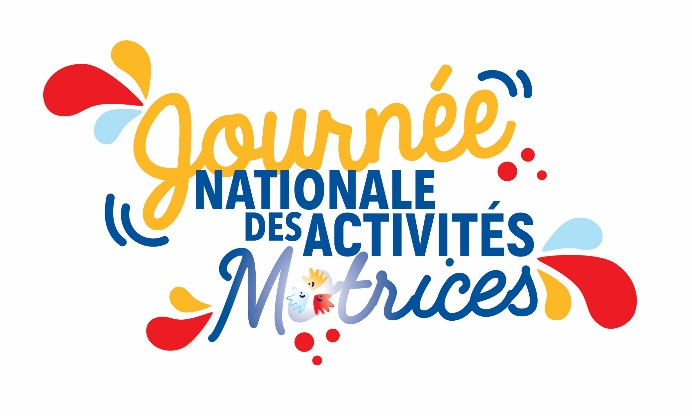 Journée
NATIONALE
DES ACTIVITÉS
Motrices